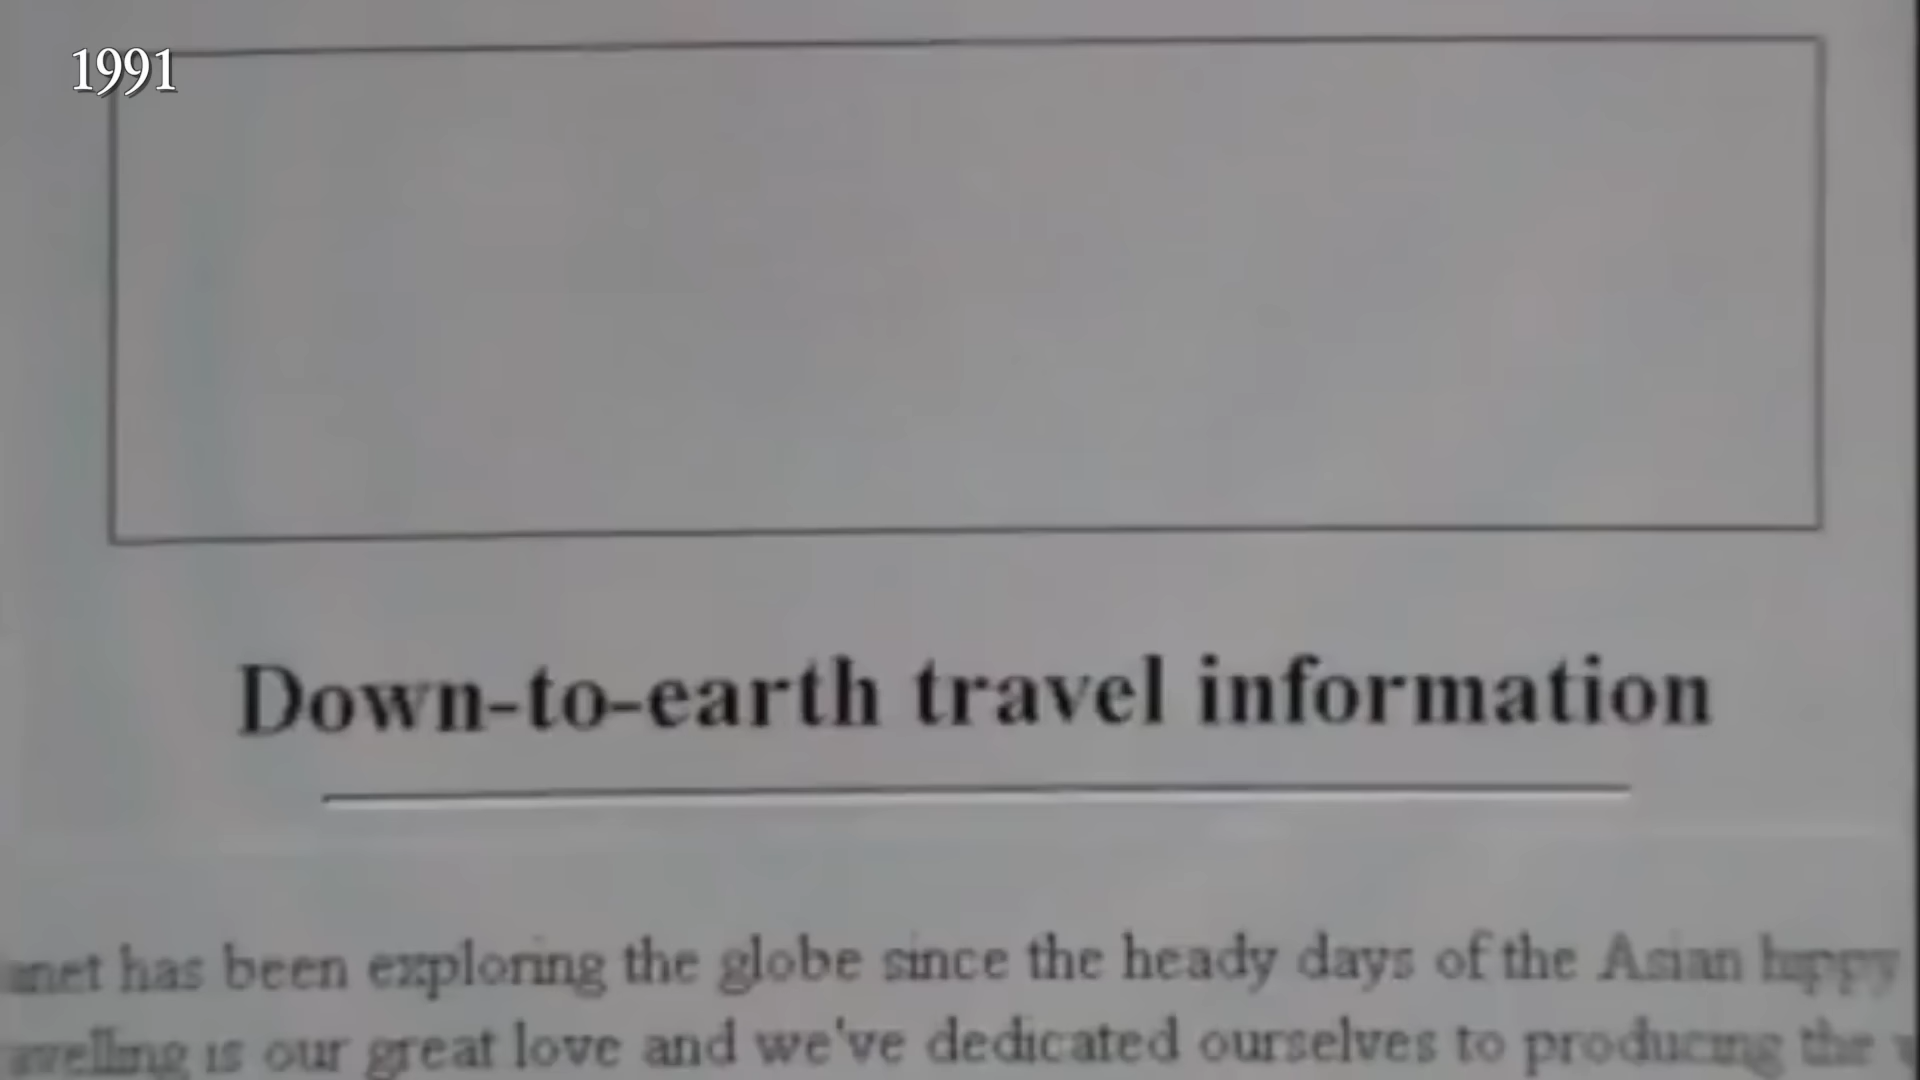 1991
Down-to-earth travel information
has been exploring the globe since the heady days of the Asian hippy
is our great love and we've dedicated ourselves to producing the